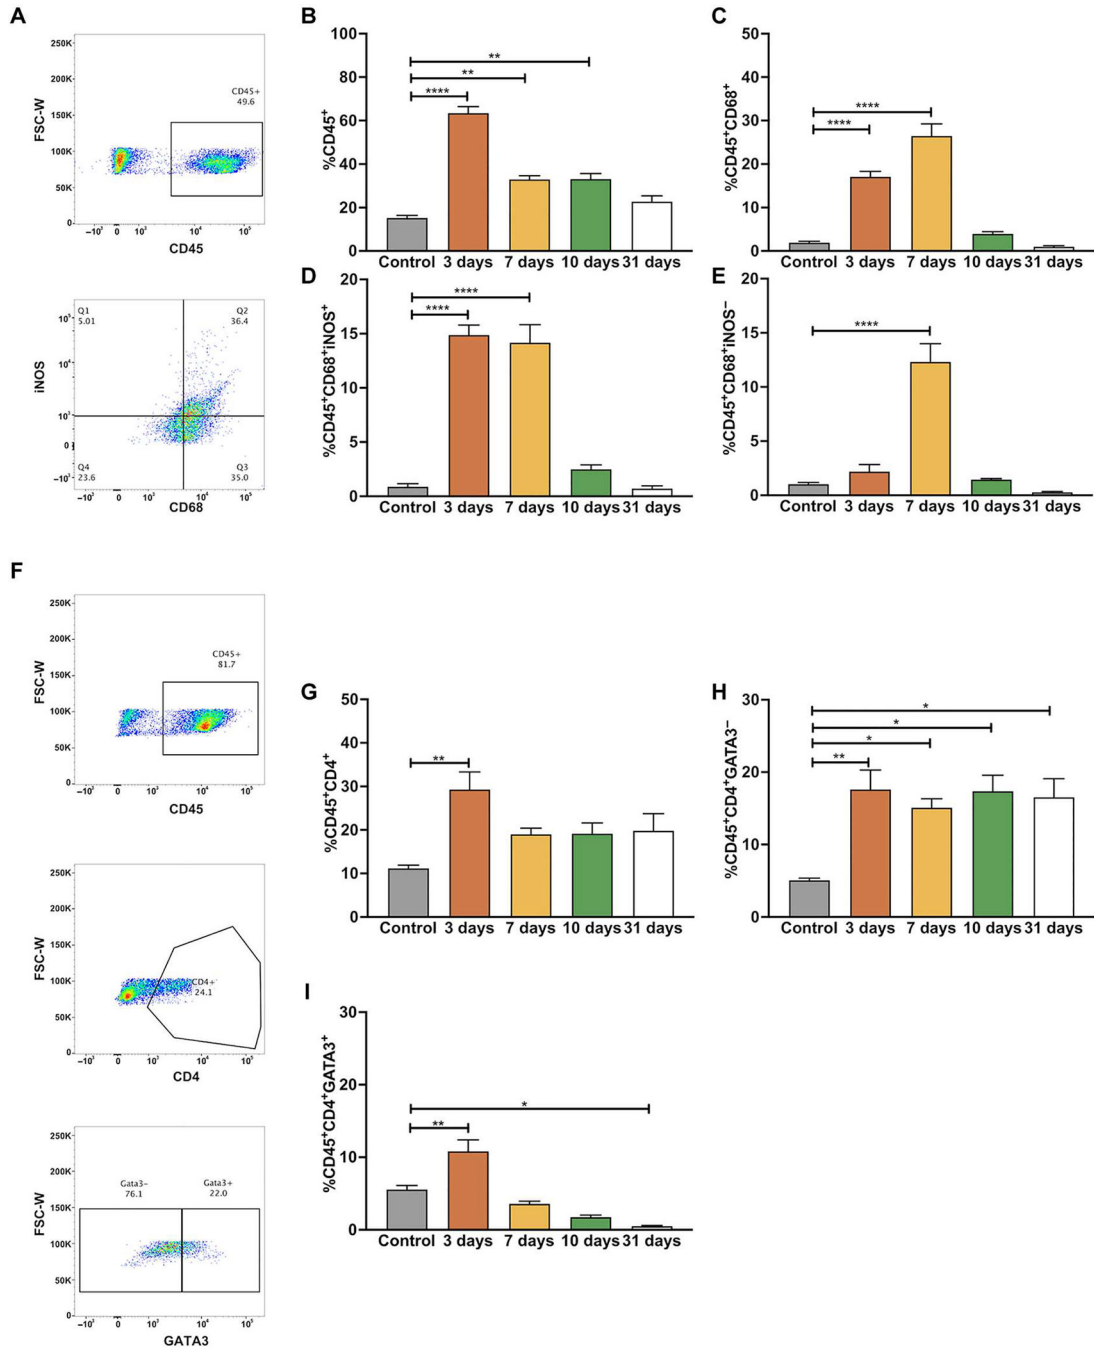 A
250K
200K
150K
100K
50K
0
FSC-W
CD45+
49.6
−10³ 0 10³ 10⁴ 10⁵
CD45
Q1
5.01
Q2
36.4
Q4
23.6
Q3
35.0
10⁵
10⁴
10³
0
−10³
iNOS
−10³ 0 10³ 10⁴ 10⁵
CD68
B
100
80
60
40
20
0
%CD45⁺
**
**
****
Control 3 days 7 days 10 days 31 days
C
50
40
30
20
10
0
%CD45⁺CD68⁺
****
****
Control 3 days 7 days 10 days 31 days
D
20
15
10
5
0
%CD45⁺CD68⁺iNOS⁺
****
****
Control 3 days 7 days 10 days 31 days
E
20
15
10
5
0
%CD45⁺CD68⁺iNOS⁻
****
Control 3 days 7 days 10 days 31 days
F
250K
200K
150K
100K
50K
0
FSC-W
CD45+
81.7
−10³ 0 10³ 10⁴ 10⁵
CD45
250K
200K
150K
100K
50K
0
FSC-W
CD4+
24.1
−10³ 0 10³ 10⁴ 10⁵
CD4
250K
200K
150K
100K
50K
0
FSC-W
Gata3−
76.1
Gata3+
22.0
−10³ 0 10³ 10⁴ 10⁵
GATA3
G
50
40
30
20
10
0
%CD45⁺CD4⁺
**
Control 3 days 7 days 10 days 31 days
H
30
20
10
0
%CD45⁺CD4⁺GATA3⁻
*
*
*
**
Control 3 days 7 days 10 days 31 days
I
30
20
10
0
%CD45⁺CD4⁺GATA3⁺
*
**
Control 3 days 7 days 10 days 31 days